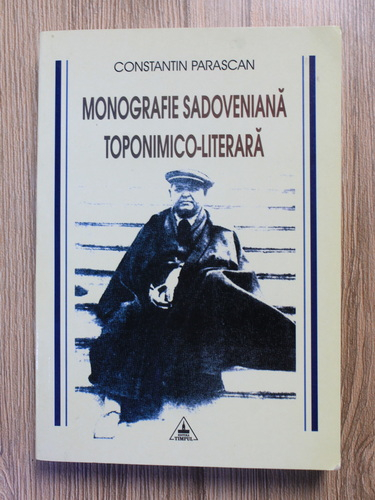 CONSTANTIN PARASCAN
MONOGRAFIE SADOVENIANĂ
TOPONIMICO-LITERARĂ
TIMPUL